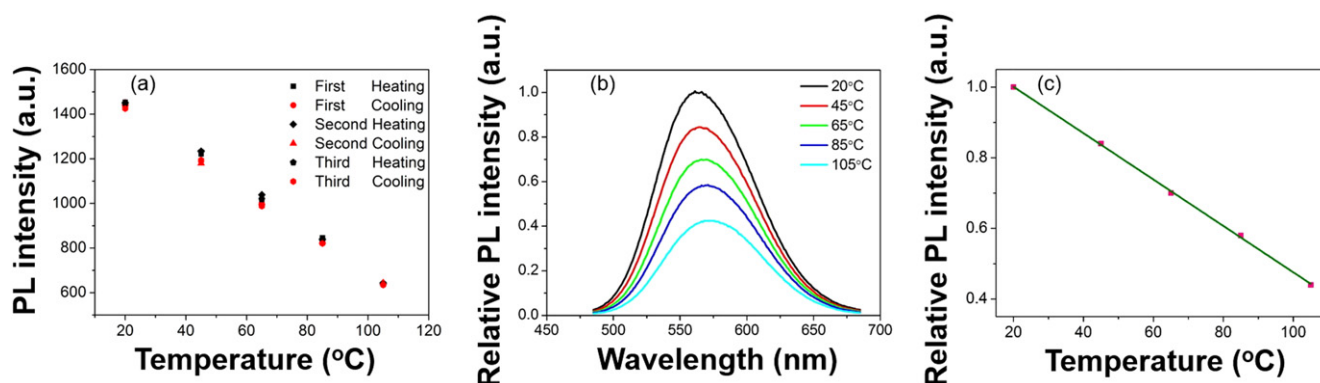 PL intensity (a.u.)
1600
1400
1200
1000
800
600
(a)
First Heating
First Cooling
Second Heating
Second Cooling
Third Heating
Third Cooling
0
20
40
60
80
100
120
Temperature (°C)
Relative PL intensity (a.u.)
1.0
0.8
0.6
0.4
0.2
0.0
(b)
20°C
45°C
65°C
85°C
105°C
450
500
550
600
650
700
Wavelength (nm)
Relative PL intensity (a.u.)
1.0
0.8
0.6
0.4
(c)
20
40
60
80
100
Temperature (°C)